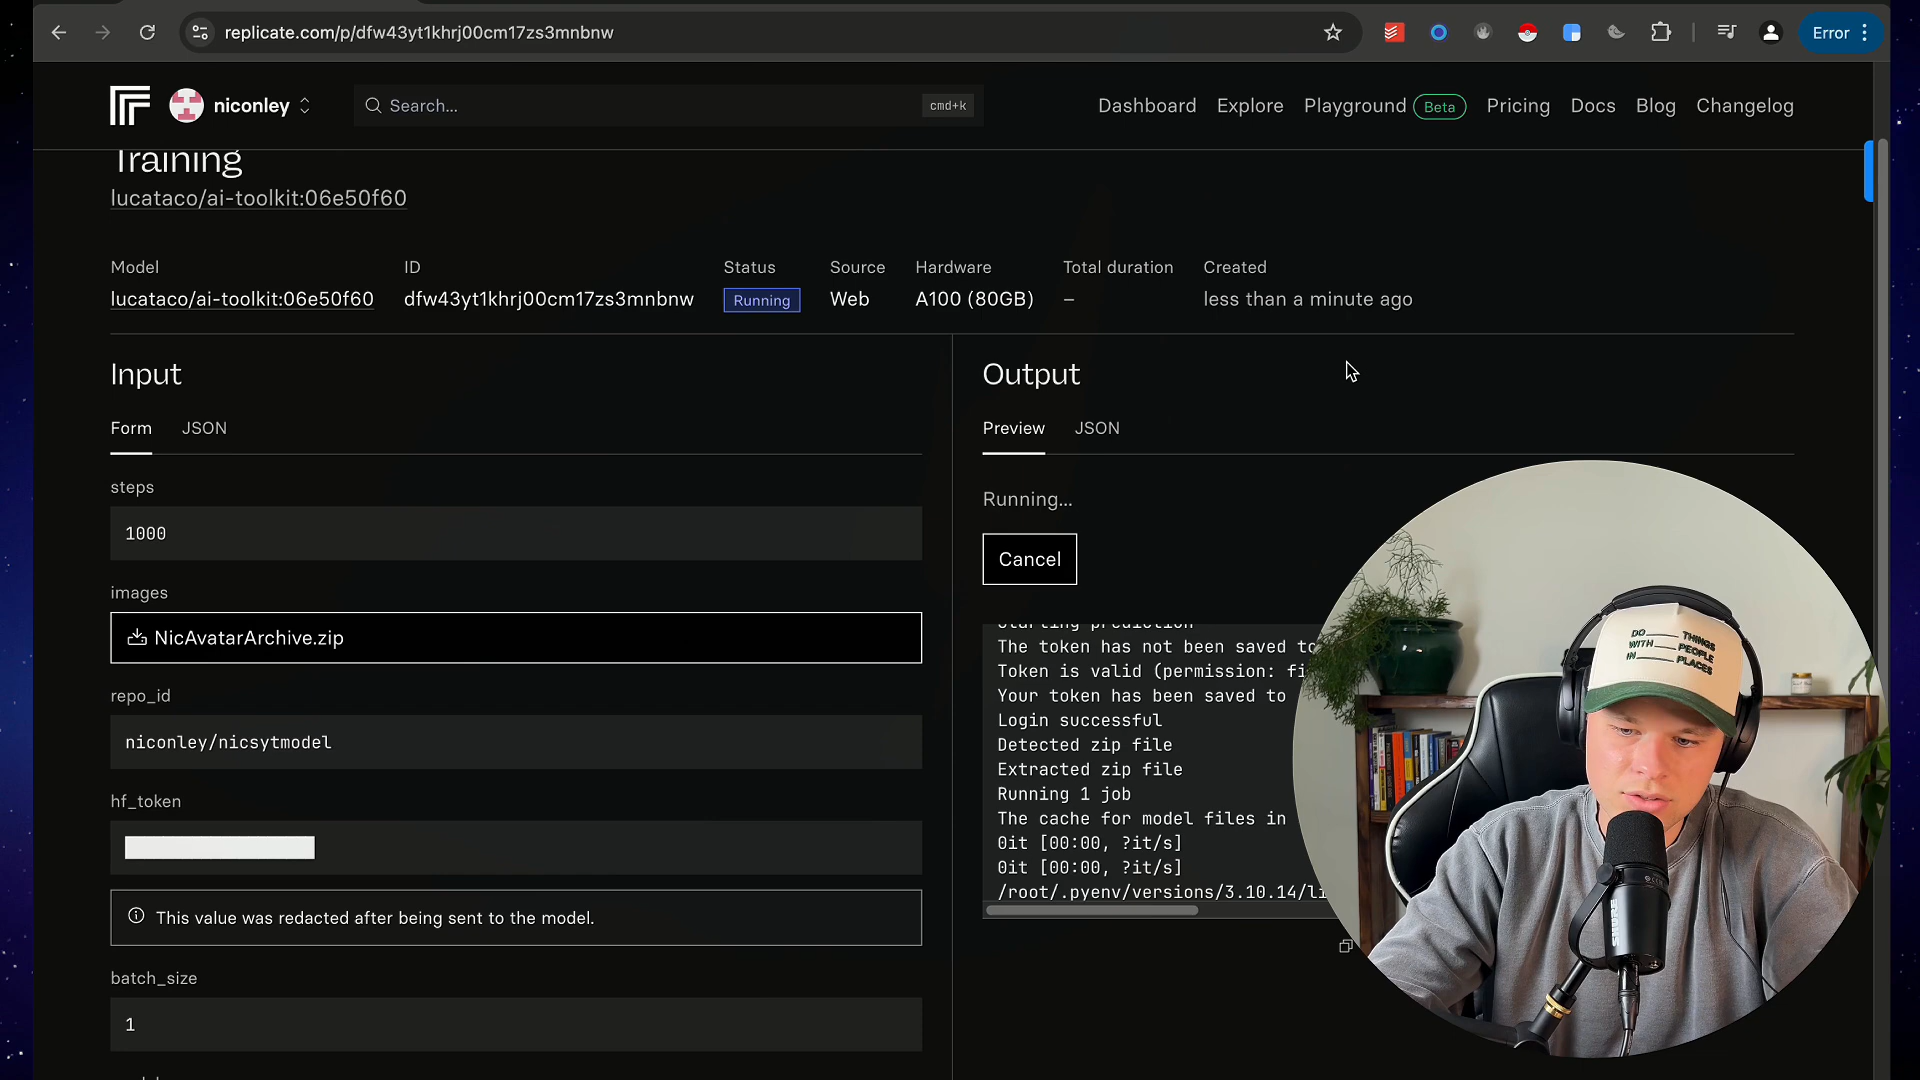 replicate.com/p/dfw43yt1khrj00cm17zs3mnbnw
Error
niconley
Search...
cmd+k
Dashboard Explore Playground Beta Pricing Docs Blog Changelog
Training
lucataco/ai-toolkit:06e50f60
Model ID Status Source Hardware Total duration Created
lucataco/ai-toolkit:06e50f60 dfw43yt1khrj00cm17zs3mnbnw Running Web A100 (80GB) – less than a minute ago
Input
Form JSON
steps
1000
images
NicAvatarArchive.zip
repo_id
niconley/nicsytmodel
hf_token
This value was redacted after being sent to the model.
batch_size
1
Output
Preview JSON
Running...
Cancel
Starting prediction
The token has not been saved to
Token is valid (permission: fi
Your token has been saved to
Login successful
Detected zip file
Extracted zip file
Running 1 job
The cache for model files in
0it [00:00, ?it/s]
0it [00:00, ?it/s]
/root/.pyenv/versions/3.10.14/li
DO THINGS
WITH PEOPLE
IN PLACES
SHURE